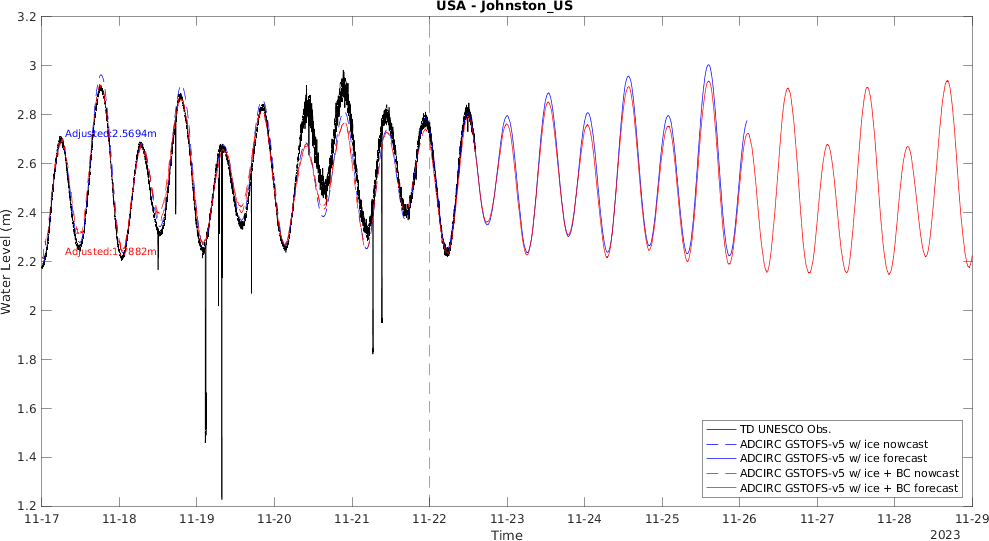 USA - Johnston_US
3.2
3
2.8
2.6
2.4
2.2
2
1.8
1.6
1.4
1.2
Water Level (m)
Adjusted:2.5694m
11-17
11-18
11-19
11-20
11-21
11-22
11-23
11-24
11-25
11-26
11-27
11-28
11-29
Time
2023
TD UNESCO Obs.
ADCIRC GSTOFS-v5 w/ ice nowcast
ADCIRC GSTOFS-v5 w/ ice forecast
ADCIRC GSTOFS-v5 w/ ice + BC nowcast
ADCIRC GSTOFS-v5 w/ ice + BC forecast